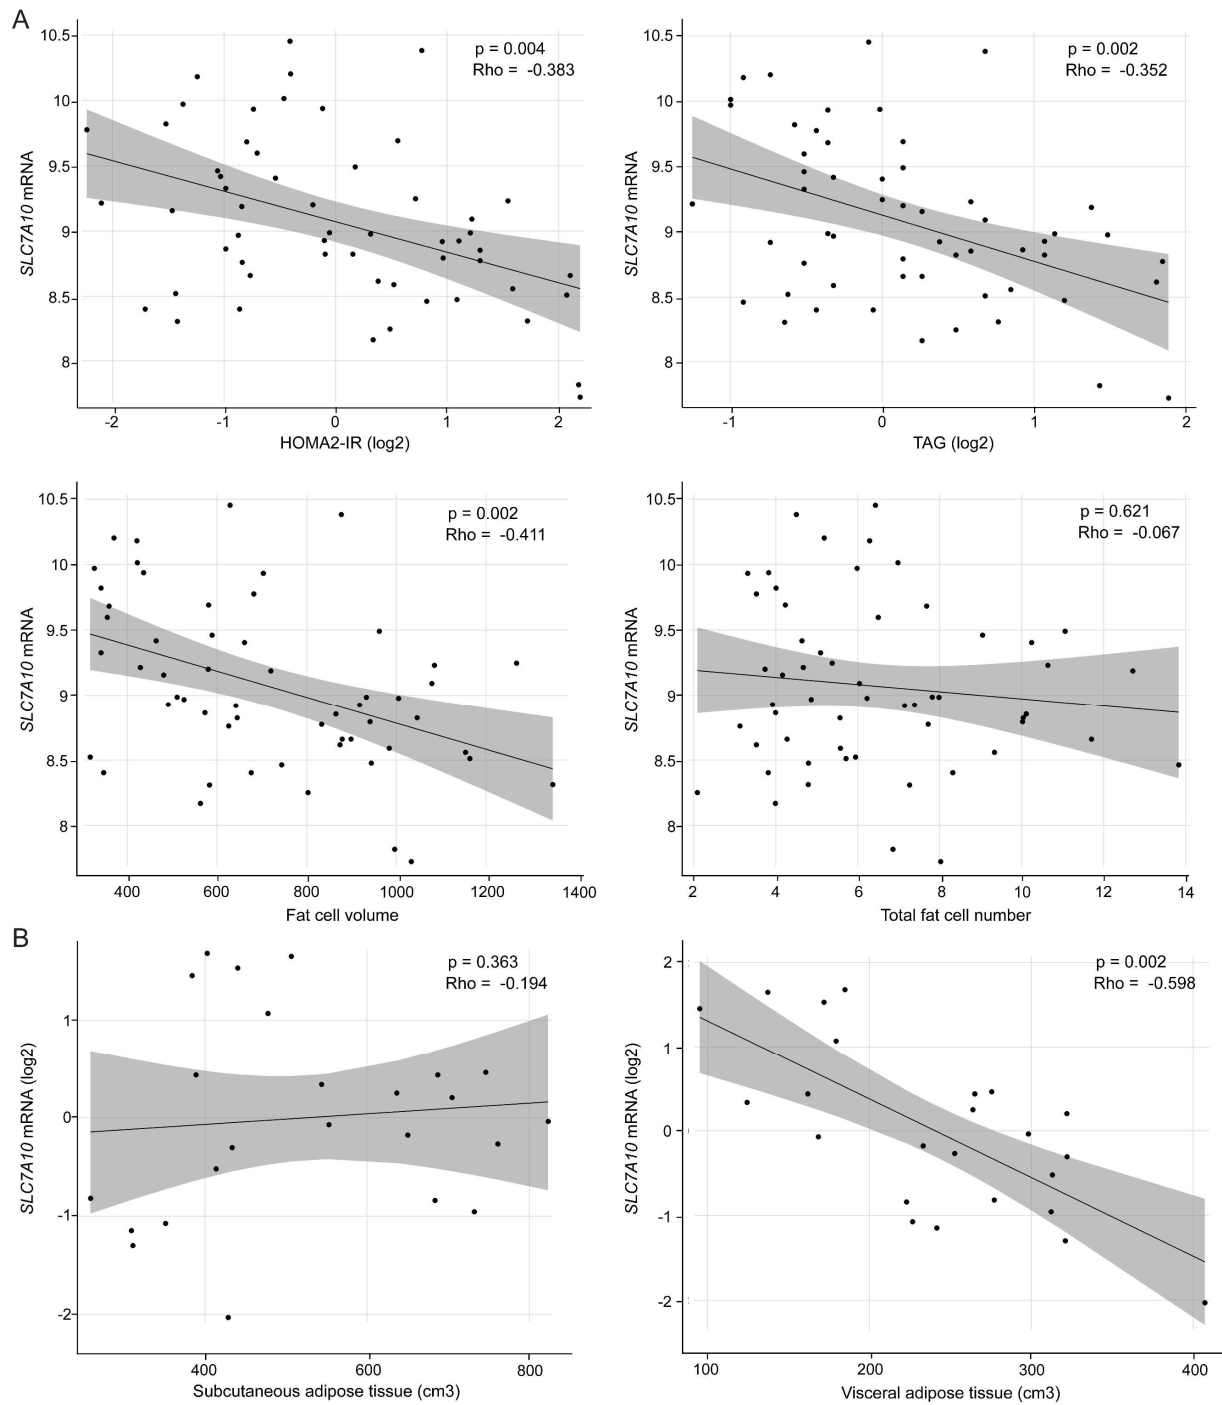 A
10.5
10
9.5
9
8.5
8
SLC7A10 mRNA
p = 0.004
Rho = -0.383
-2 -1 0 1 2
HOMA2-IR (log2)
10.5
10
9.5
9
8.5
8
SLC7A10 mRNA
p = 0.002
Rho = -0.352
-1 0 1 2
TAG (log2)
10.5
10
9.5
9
8.5
8
SLC7A10 mRNA
p = 0.002
Rho = -0.411
400 600 800 1000 1200 1400
Fat cell volume
10.5
10
9.5
9
8.5
8
SLC7A10 mRNA
p = 0.621
Rho = -0.067
2 4 6 8 10 12 14
Total fat cell number
B
1
0
-1
-2
SLC7A10 mRNA (log2)
p = 0.363
Rho = -0.194
400 600 800
Subcutaneous adipose tissue (cm3)
2
1
0
-1
-2
SLC7A10 mRNA (log2)
p = 0.002
Rho = -0.598
100 200 300 400
Visceral adipose tissue (cm3)